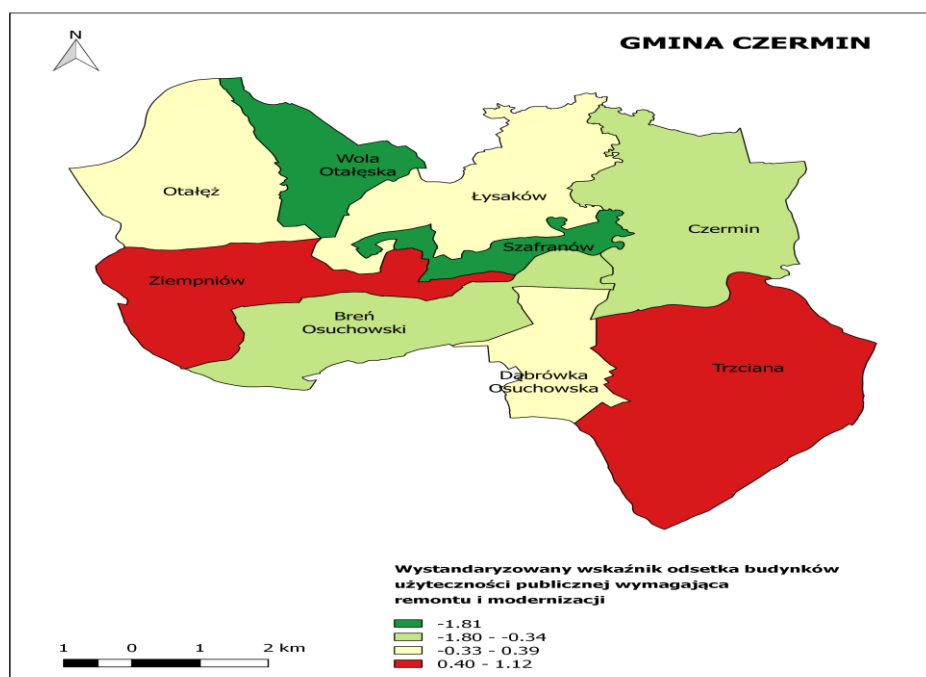 N
GMINA CZERMIN
Wola
Otałęska
Otałęż
Łysaków
Czermin
Szafranów
Ziempniów
Breń
Osuchowski
Trzciana
Dąbrówka
Osuchowska
Wystandaryzowany wskaźnik odsetka budynków
użyteczności publicznej wymagająca
remontu i modernizacji
-1.81
-1.80 - -0.34
-0.33 - 0.39
0.40 - 1.12
1 0 1 2 km